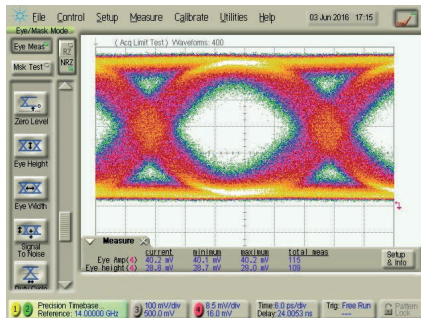 File Control Setup Measure Calibrate Utilities Help 03 Jun 2016 17:15
Eye/Mask Mode
Eye Meas
RZ
NRZ
Msk Test
( Acq Limit Test ) Waveforms: 400
Zero Level
Eye Height
Eye Width
Signal
To Noise
Measure
current minimum maximum total meas
Eye Amp(4) 40.2 mV 40.1 mV 40.2 mV 115
Eye height(4) 28.8 mV 28.7 mV 29.0 mV 109
Setup
& Info
1 2 Precision Timebase...
Reference: 14.00000 GHz
3 100 mV/div
500.0 mV
4 8.5 mV/div
16.0 mV
Time:6.0 ps/div
Delay:24.0053 ns
Trig: Free Run
Pattern
Lock